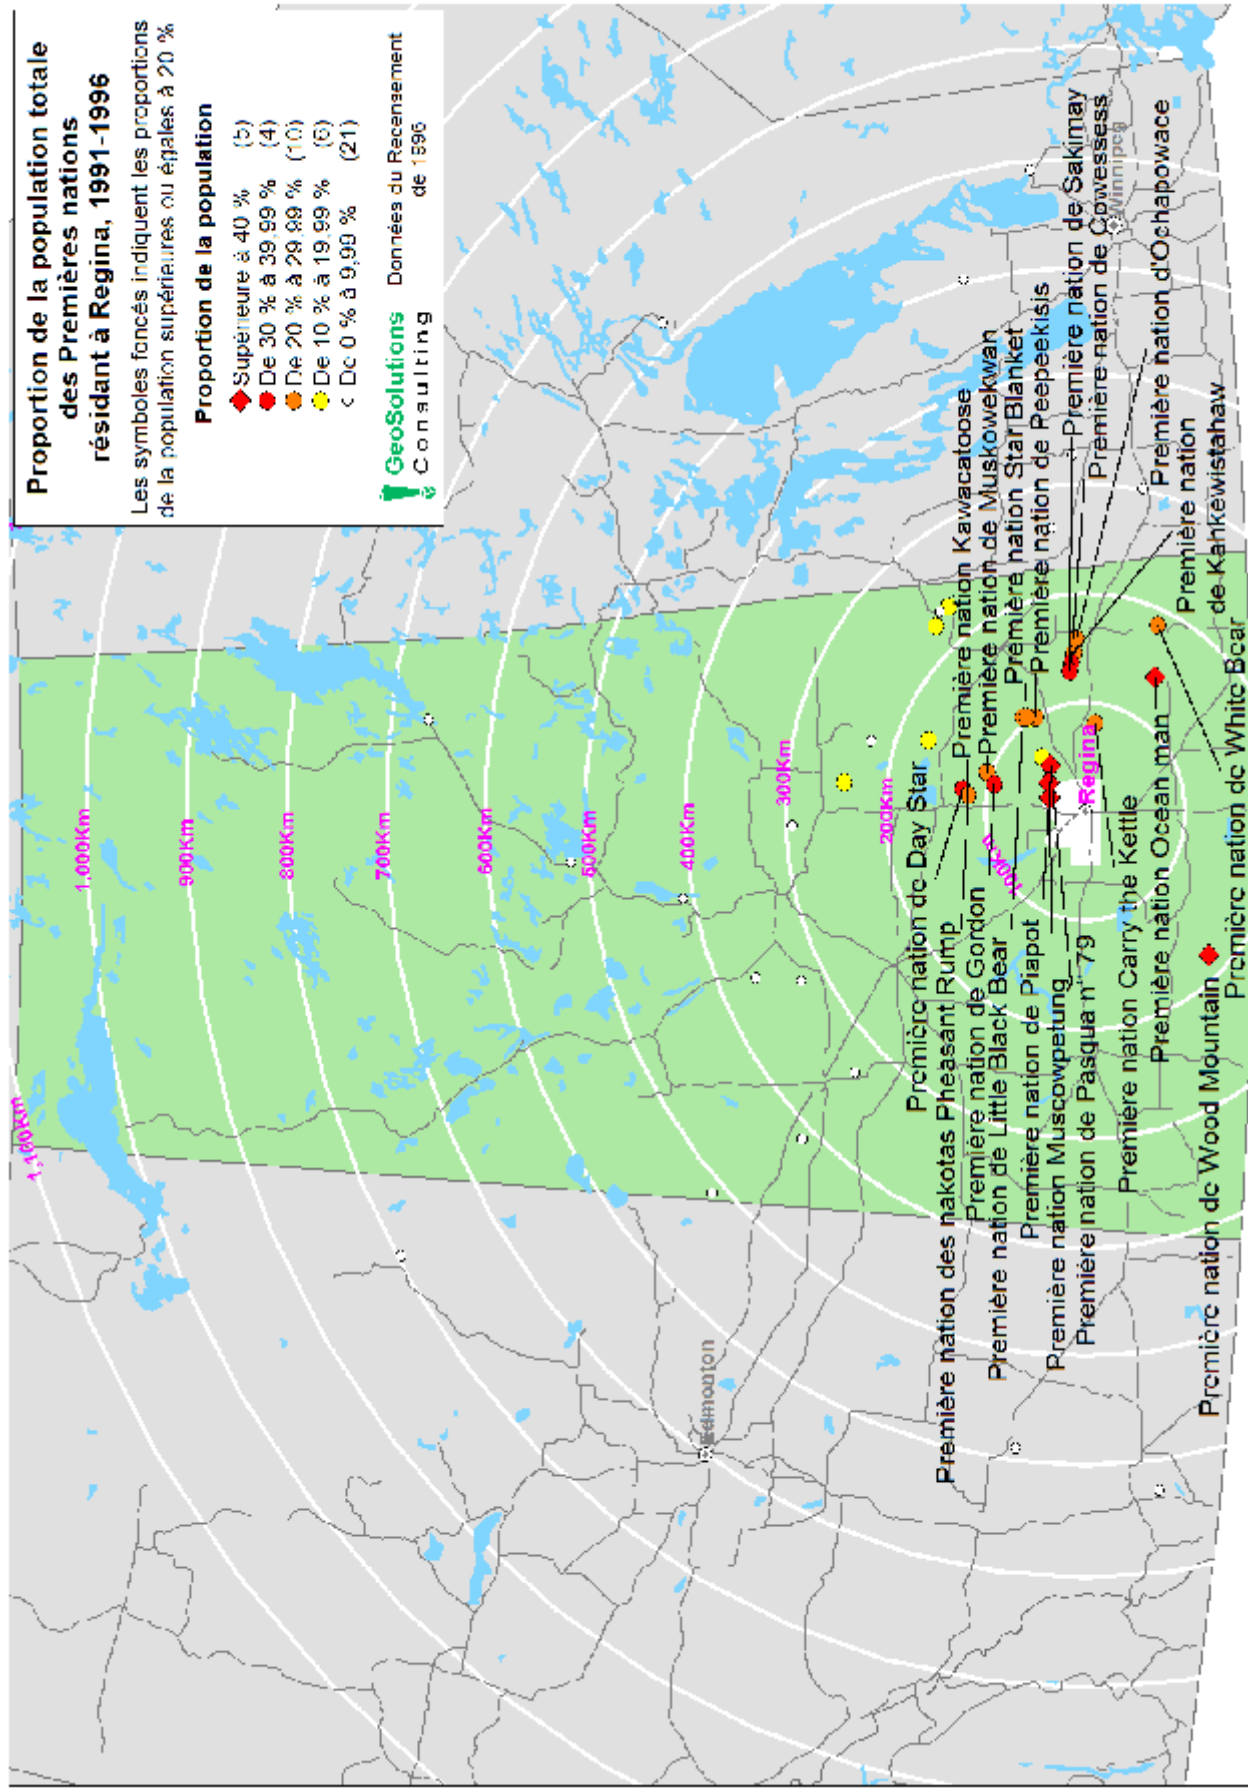 Proportion de la population totale
des Premières nations
résidant à Regina, 1991-1996
Les symboles foncés indiquent les proportions
de la population supérieures ou égales à 20 %
Proportion de la population
Supérieure à 40 % (5)
De 30 % à 39,99 % (4)
De 20 % à 29,99 % (10)
De 10 % à 19,99 % (6)
De 0 % à 9,99 % (21)
GeoSolutions
Consulting
Données du Recensement
de 1996
1,100Km
1,000Km
900Km
800Km
700Km
600Km
500Km
400Km
300Km
200Km
100Km
Edmonton
Regina
Winnipeg
Première nation de Day Star
Première nation des nakotas Pheasant Rump
Première nation de Gordon
Première nation de Little Black Bear
Première nation de Piapot
Première nation Muscowpetung
Première nation de Pasqua n° 79
Première nation Carry the Kettle
Première nation Ocean man
Première nation de Wood Mountain
Première nation de White Bear
Première nation Kawacatoose
Première nation de Muskowekwan
Première nation Star Blanket
Première nation de Peepeekisis
Première nation de Sakimay
Première nation de Cowessess
Première nation d'Ochapowace
Première nation
de Kahkewistahaw